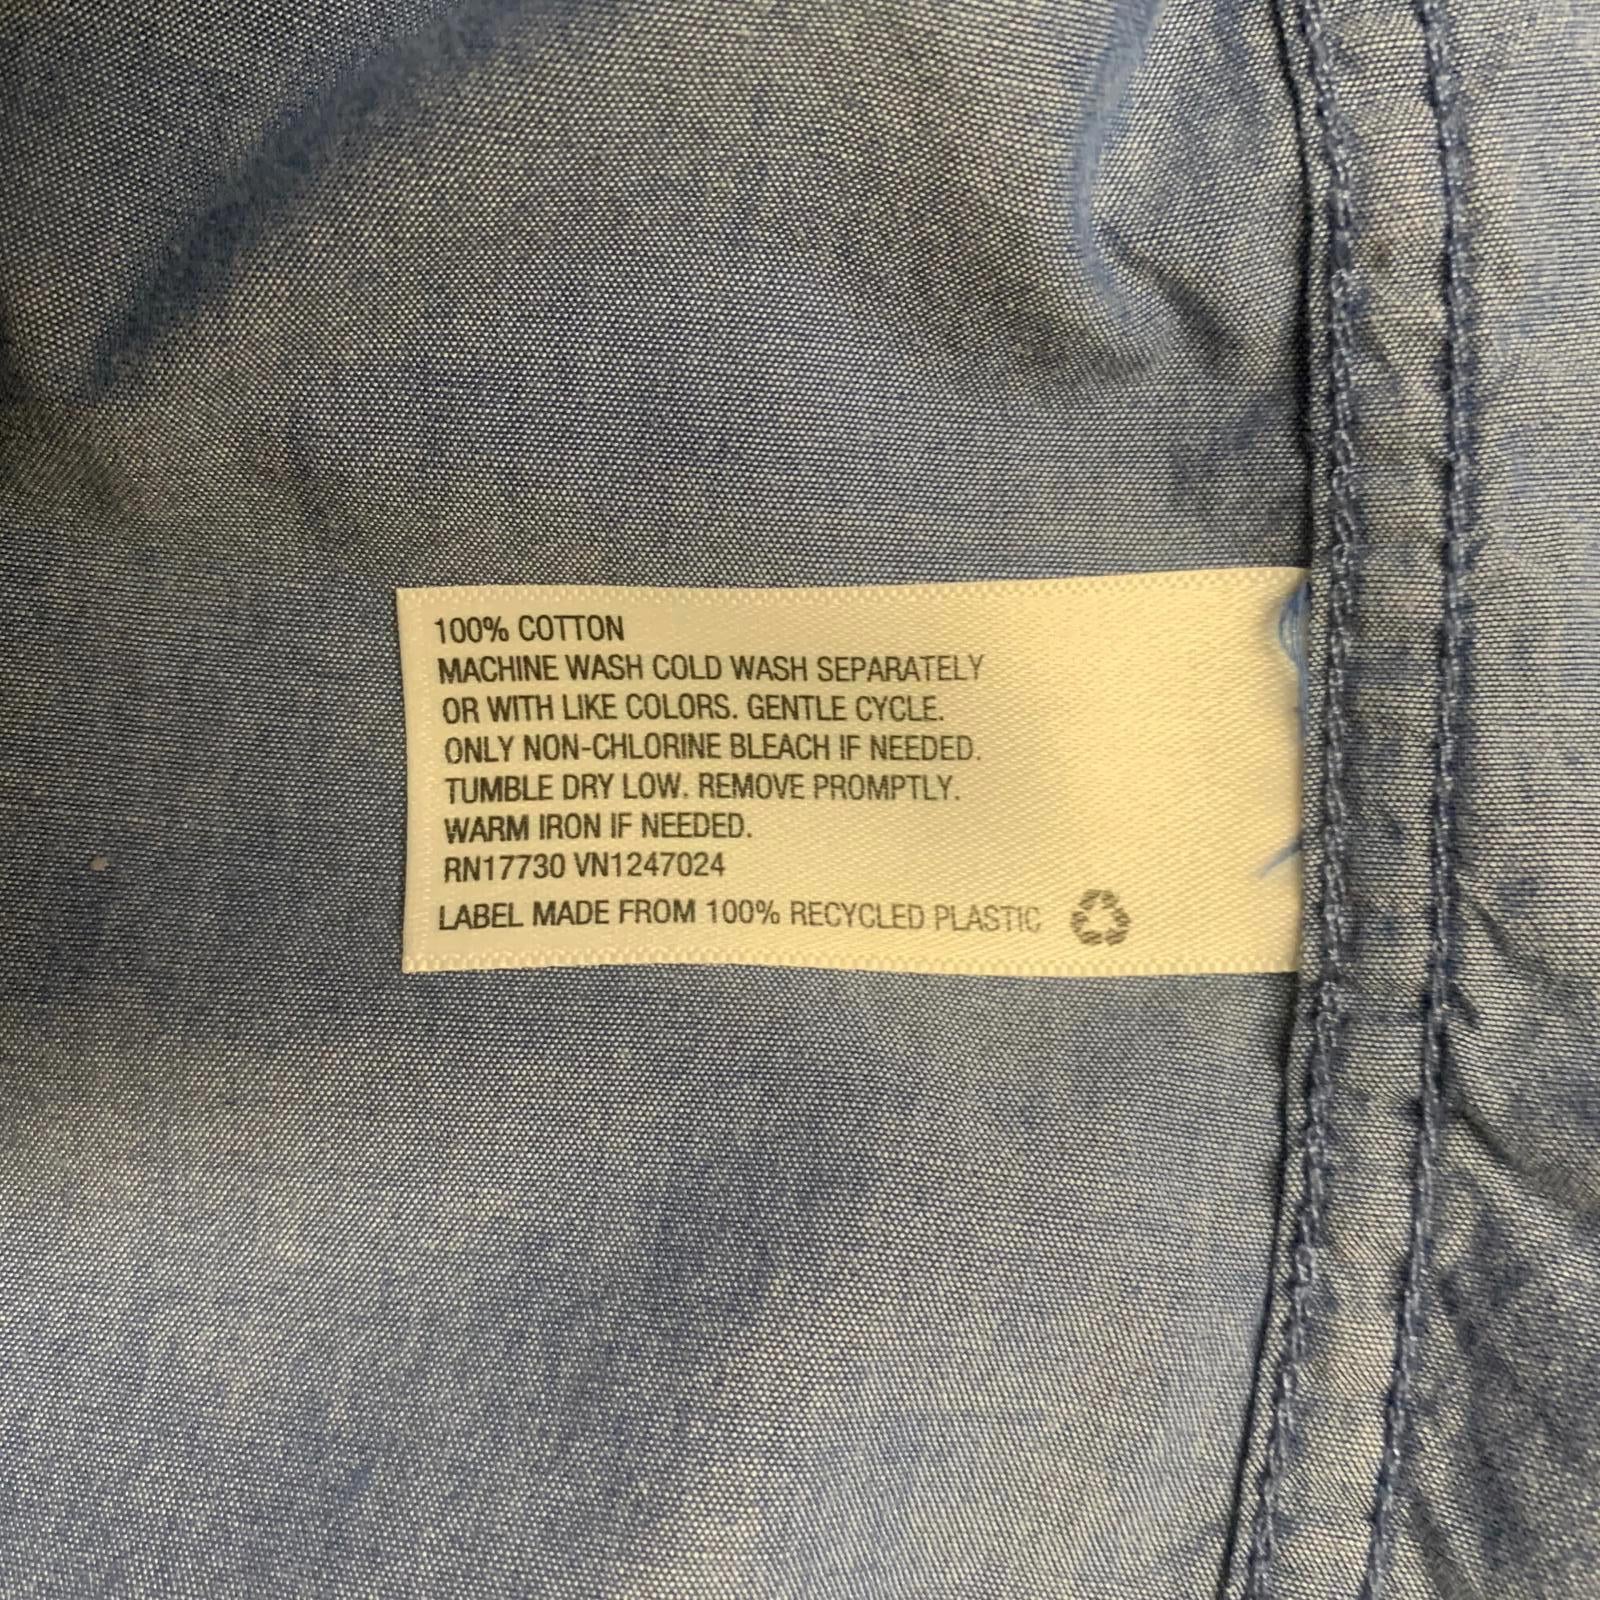 100% COTTON
MACHINE WASH COLD WASH SEPARATELY
OR WITH LIKE COLORS. GENTLE CYCLE.
ONLY NON-CHLORINE BLEACH IF NEEDED.
TUMBLE DRY LOW. REMOVE PROMPTLY.
WARM IRON IF NEEDED.
RN17730 VN1247024
LABEL MADE FROM 100% RECYCLED PLASTIC